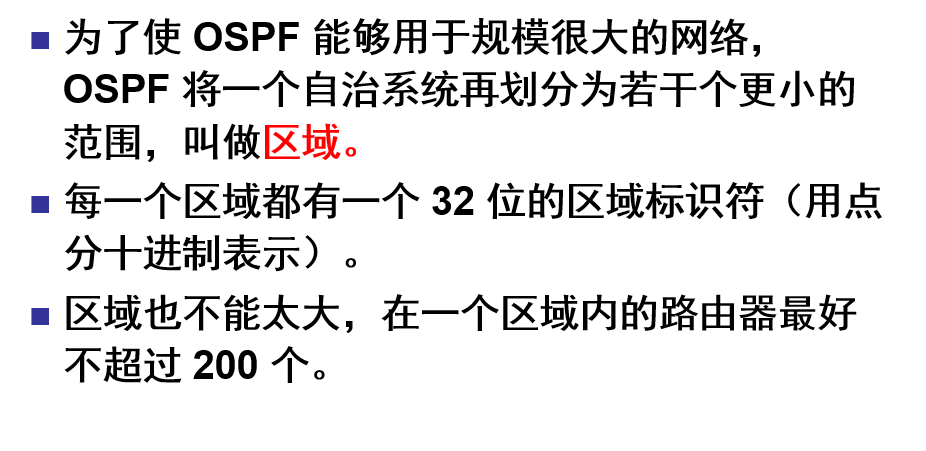 为了使 OSPF 能够用于规模很大的网络，
OSPF 将一个自治系统再划分为若干个更小的
范围，叫做区域。
每一个区域都有一个 32 位的区域标识符（用点
分十进制表示）。
区域也不能太大，在一个区域内的路由器最好
不超过 200 个。